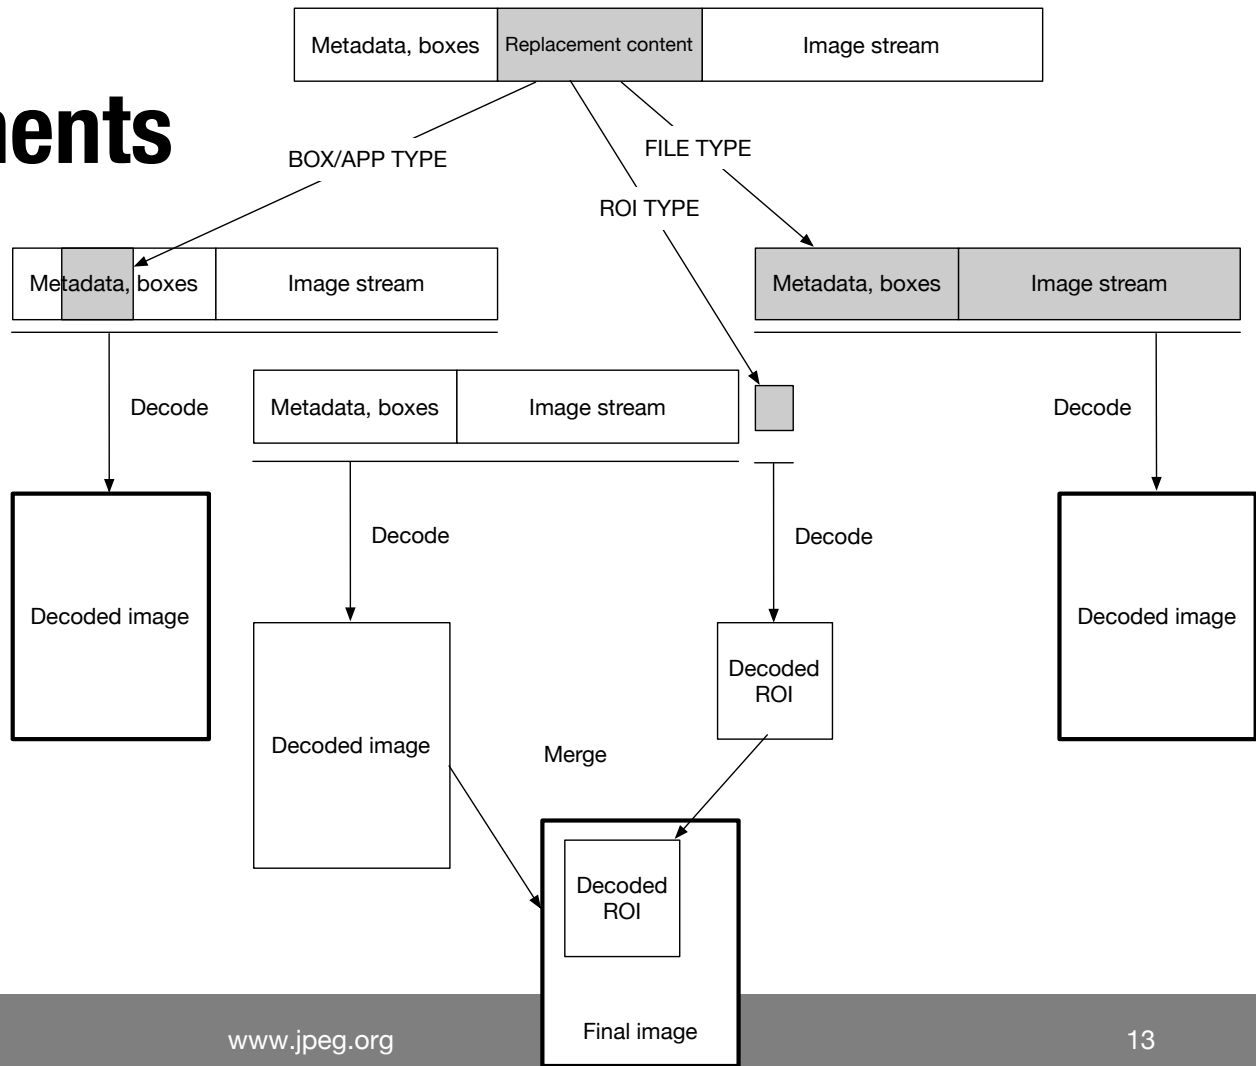 Metadata, boxes
Replacement content
Image stream
BOX/APP TYPE
FILE TYPE
ROI TYPE
Metadata, boxes
Image stream
Metadata, boxes
Image stream
Decode
Metadata, boxes
Image stream
Decode
Decode
Decode
Decoded image
Decoded image
Decoded
ROI
Decoded image
Merge
Decoded
ROI
Final image
www.jpeg.org
13